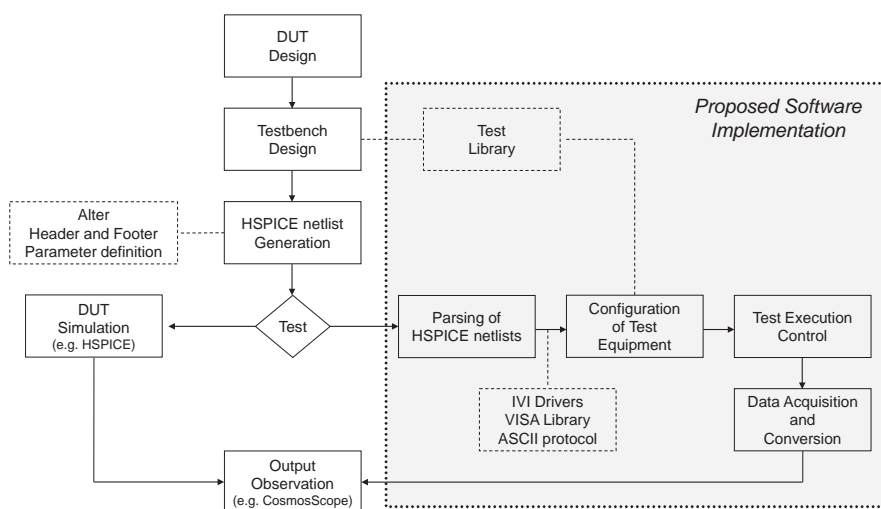 DUT
Design
Proposed Software
Implementation
Testbench
Design
Test
Library
Alter
Header and Footer
Parameter definition
HSPICE netlist
Generation
DUT
Simulation
(e.g. HSPICE)
Test
Parsing of
HSPICE netlists
Configuration
of Test
Equipment
Test Execution
Control
IVI Drivers
VISA Library
ASCII protocol
Data Acquisition
and
Conversion
Output
Observation
(e.g. CosmosScope)